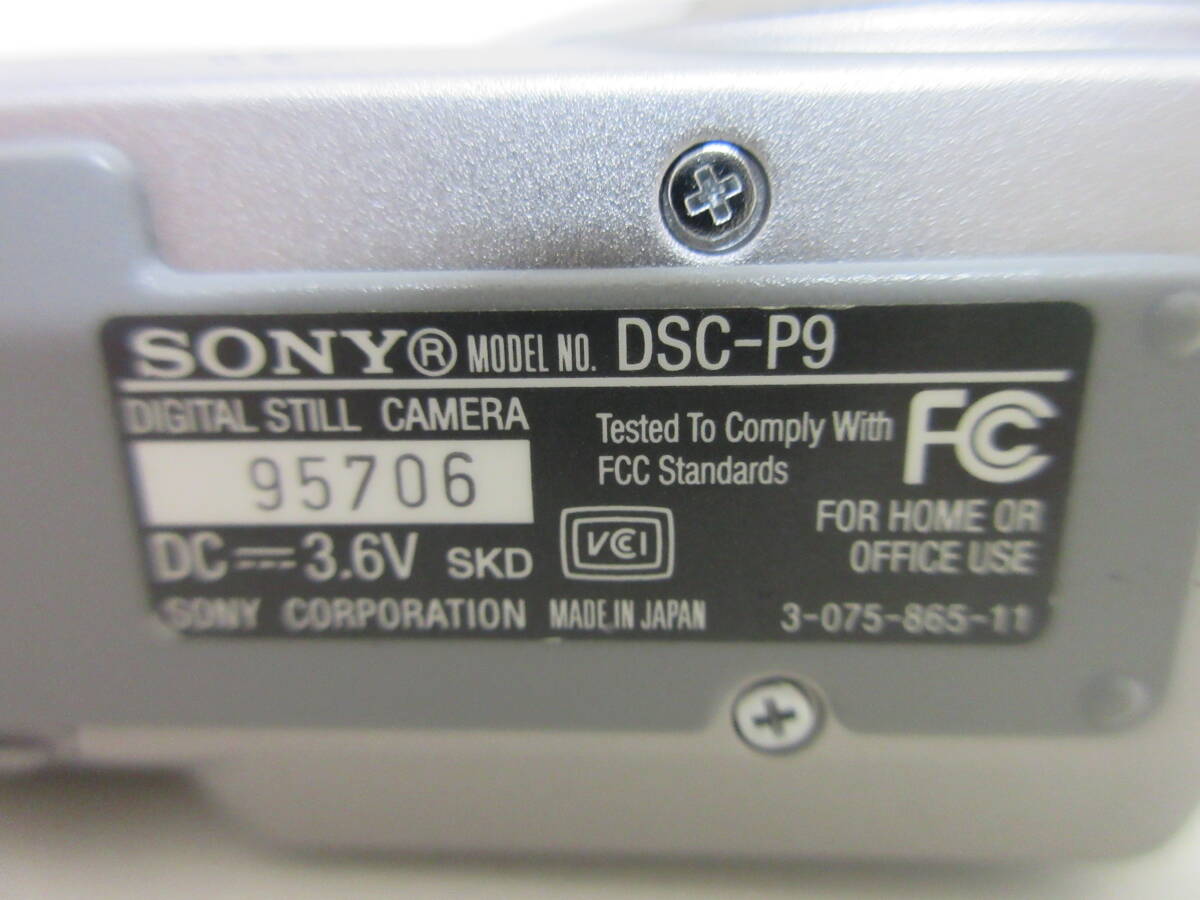 SONY® MODEL NO. DSC-P9
DIGITAL STILL CAMERA
95706
DC 3.6V SKD
SONY CORPORATION MADE IN JAPAN
Tested To Comply With
FCC Standards
FC
VCCI
FOR HOME OR
OFFICE USE
3-075-865-11